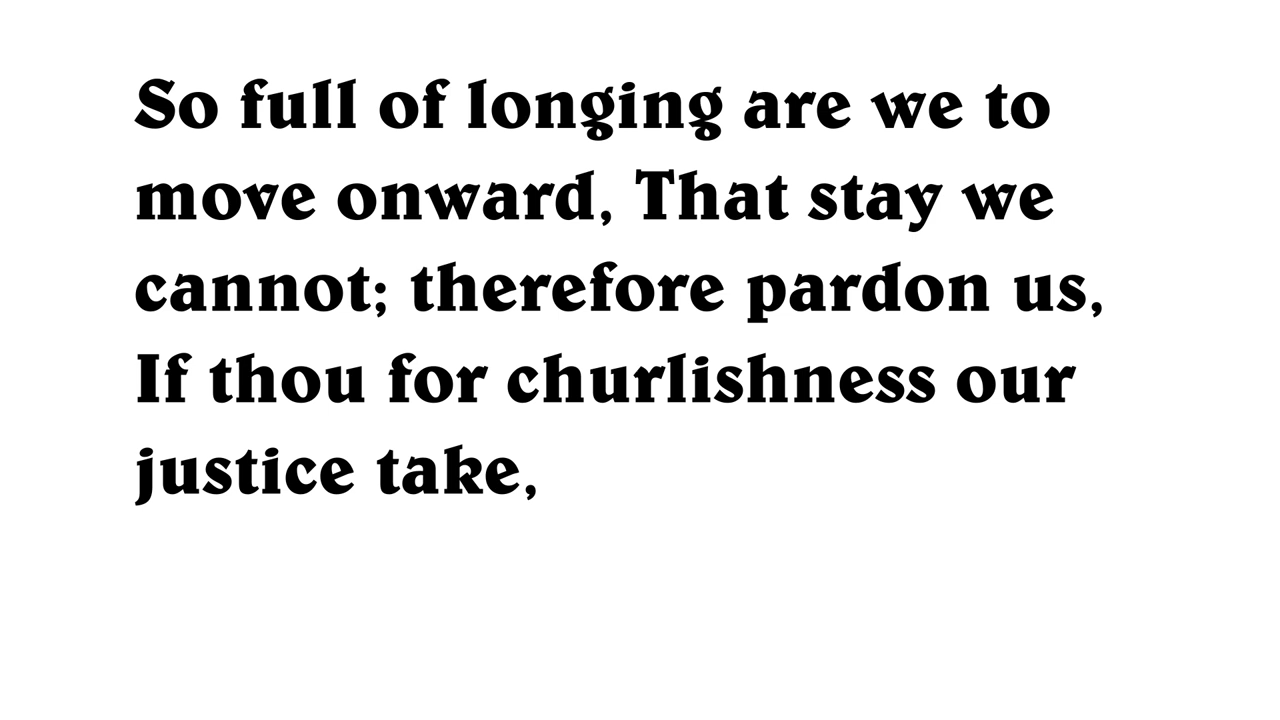 So full of longing are we to
move onward, That stay we
cannot; therefore pardon us,
If thou for churlishness our
justice take,